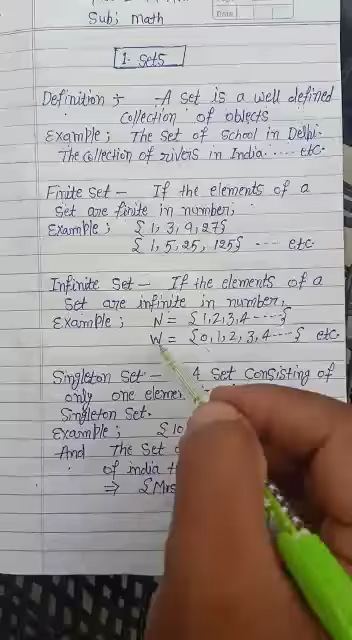 Sub; Math
Date
1. Sets
Definition :- A set is a well defined
collection of objects
Example; The set of school in Delhi.
The collection of rivers in India. .... etc.
Finite Set - If the elements of a
set are finite in number;
Example; {1, 3, 9, 27}
{1, 5, 25, 125} .... etc.
Infinite Set - If the elements of a
set are infinite in number,
Example; N = {1,2,3,4.....}
W = {0,1,2,3,4....} etc.
Singleton Set - A set consisting of
only one
Singleton Set.
Example; {10
And The Set
of india
⇒ {Mrs